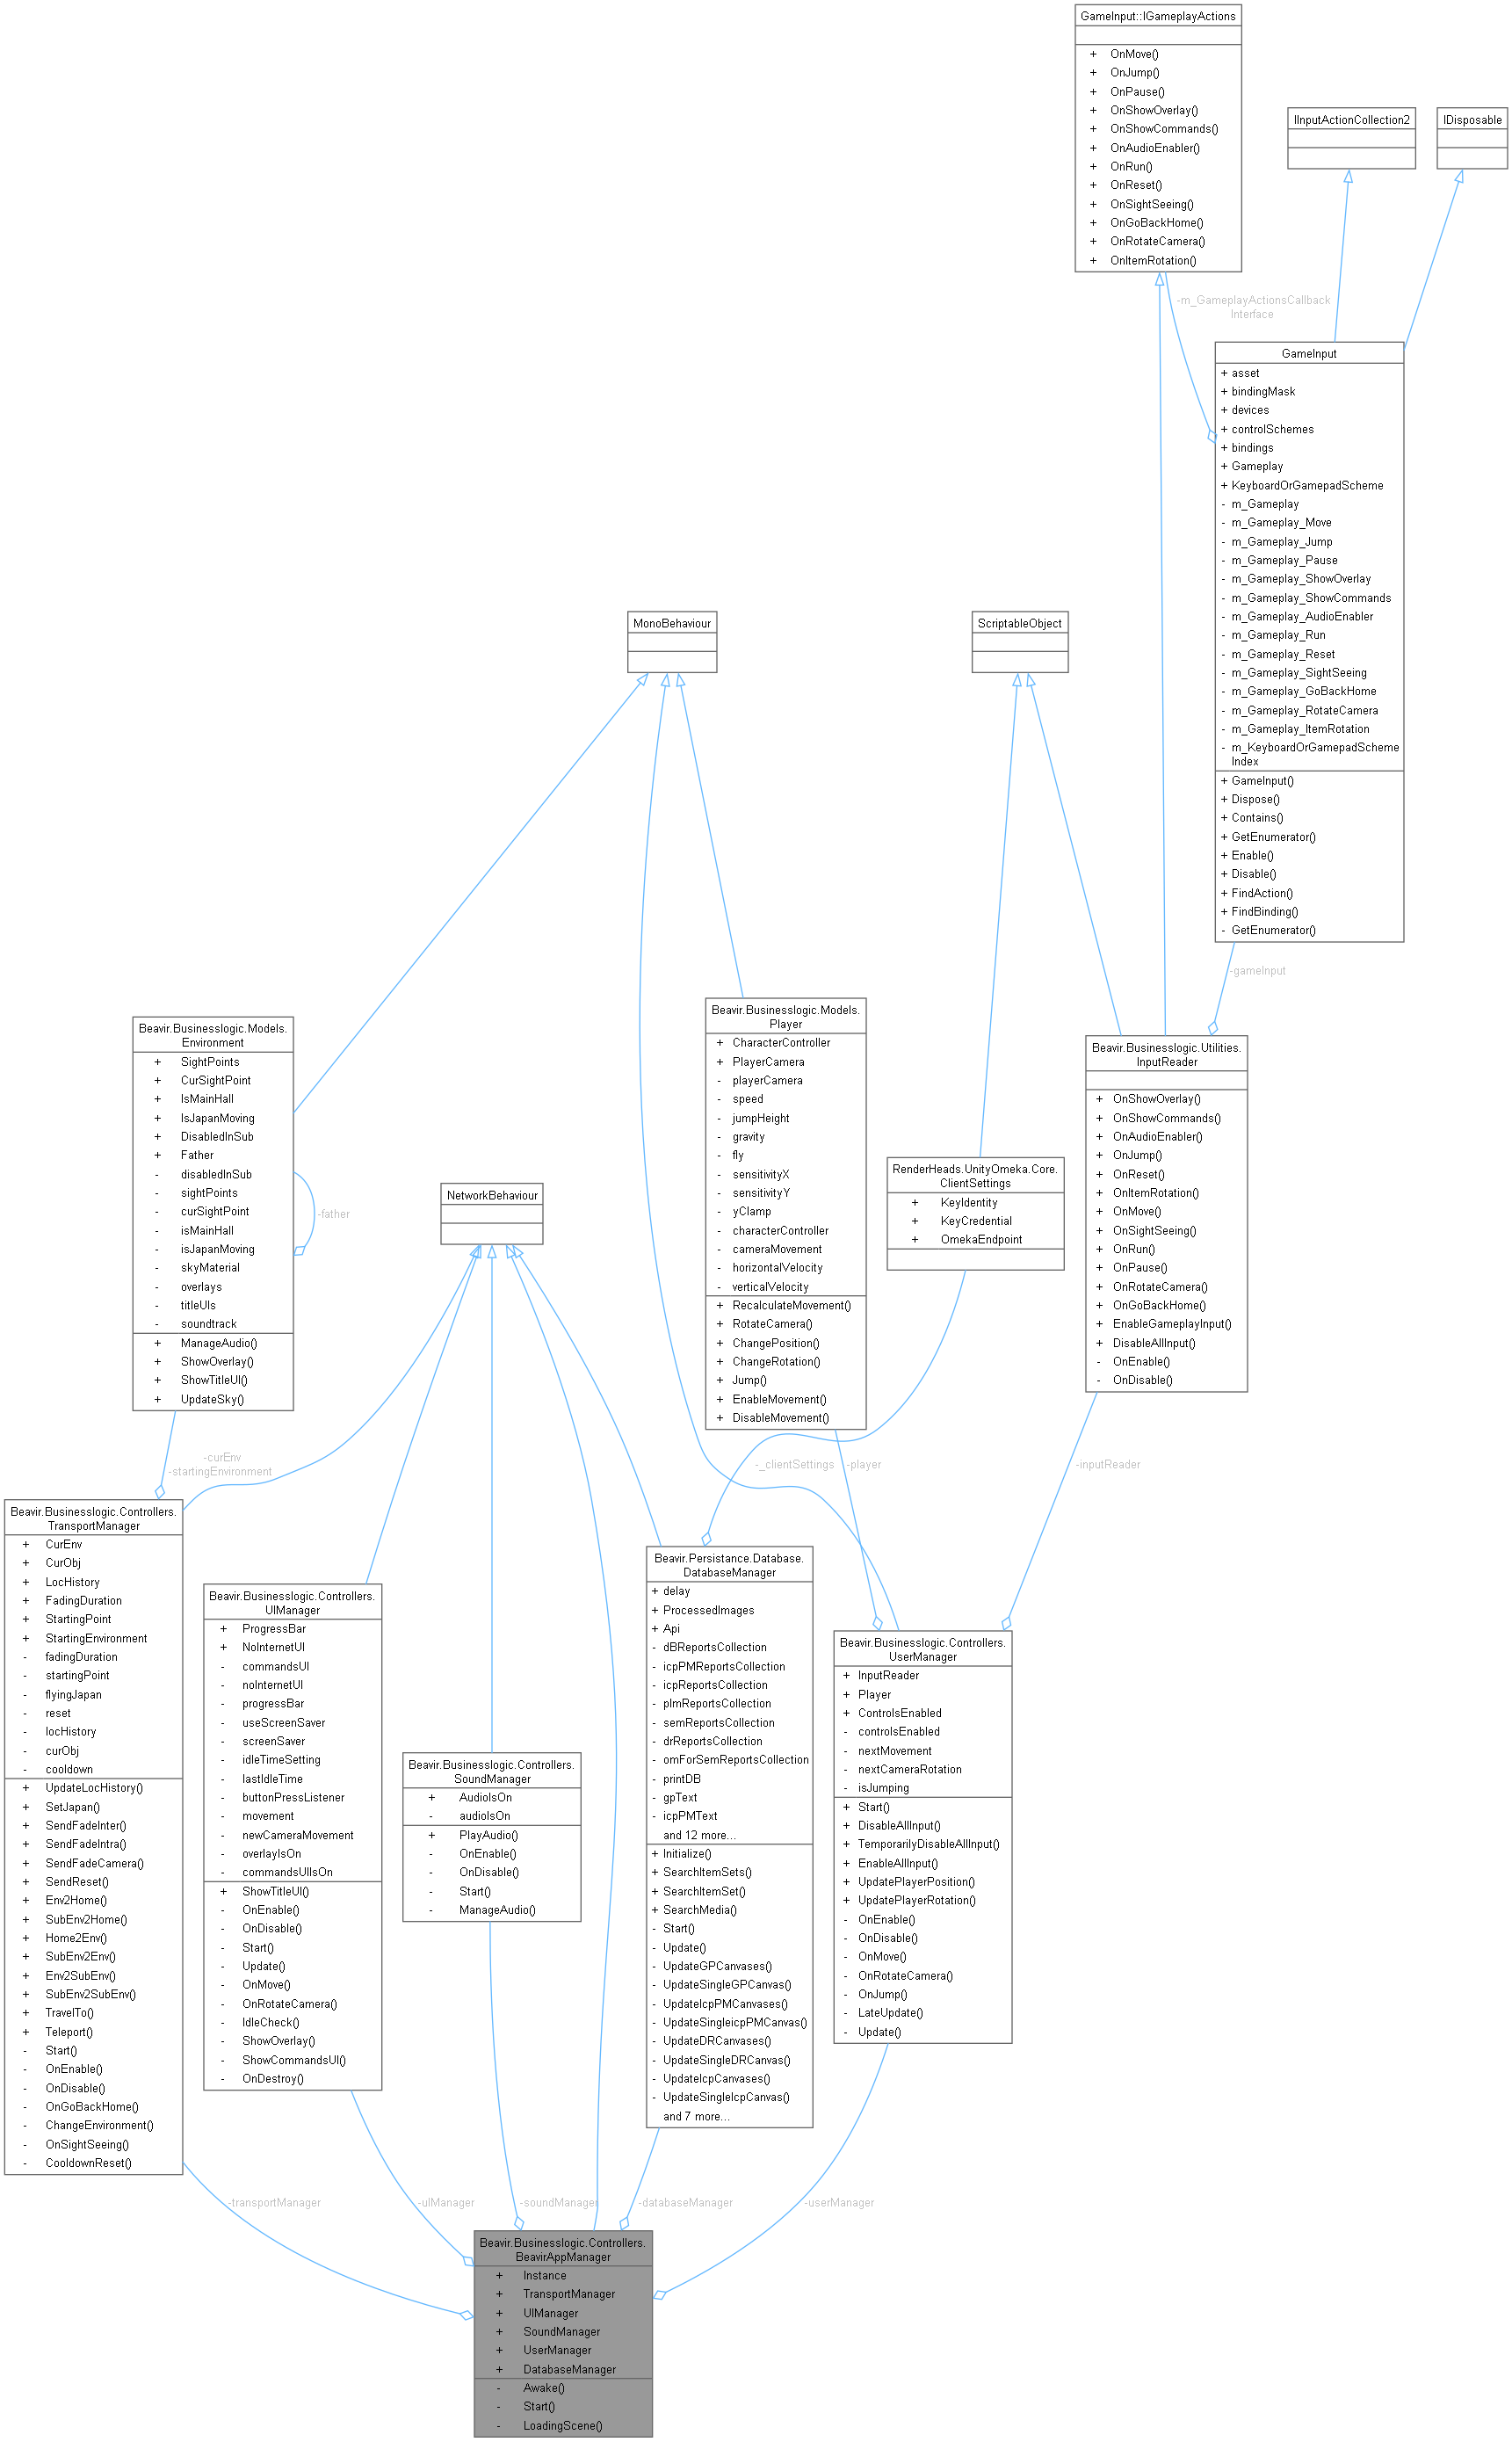 GameInput::IGameplayActions
+ OnMove()
+ OnJump()
+ OnPause()
+ OnShowOverlay()
+ OnShowCommands()
+ OnAudioEnabler()
+ OnRun()
+ OnReset()
+ OnSightSeeing()
+ OnGoBackHome()
+ OnRotateCamera()
+ OnItemRotation()
IInputActionCollection2
IDisposable
-m_GameplayActionsCallback
Interface
GameInput
+ asset
+ bindingMask
+ devices
+ controlSchemes
+ bindings
+ Gameplay
+ KeyboardOrGamepadScheme
- m_Gameplay
- m_Gameplay_Move
- m_Gameplay_Jump
- m_Gameplay_Pause
- m_Gameplay_ShowOverlay
- m_Gameplay_ShowCommands
- m_Gameplay_AudioEnabler
- m_Gameplay_Run
- m_Gameplay_Reset
- m_Gameplay_SightSeeing
- m_Gameplay_GoBackHome
- m_Gameplay_RotateCamera
- m_Gameplay_ItemRotation
- m_KeyboardOrGamepadScheme
Index
+ GameInput()
+ Dispose()
+ Contains()
+ GetEnumerator()
+ Enable()
+ Disable()
+ FindAction()
+ FindBinding()
- GetEnumerator()
MonoBehaviour
ScriptableObject
-gameInput
Beavir.Businesslogic.Models.
Environment
+ SightPoints
+ CurSightPoint
+ IsMainHall
+ IsJapanMoving
+ DisabledInSub
+ Father
- disabledInSub
- sightPoints
- curSightPoint
- isMainHall
- isJapanMoving
- skyMaterial
- overlays
- titleUIs
- soundtrack
+ ManageAudio()
+ ShowOverlay()
+ ShowTitleUI()
+ UpdateSky()
-father
NetworkBehaviour
Beavir.Businesslogic.Models.
Player
+ CharacterController
+ PlayerCamera
- playerCamera
- speed
- jumpHeight
- gravity
- fly
- sensitivityX
- sensitivityY
- yClamp
- characterController
- cameraMovement
- horizontalVelocity
- verticalVelocity
+ RecalculateMovement()
+ RotateCamera()
+ ChangePosition()
+ ChangeRotation()
+ Jump()
+ EnableMovement()
+ DisableMovement()
RenderHeads.UnityOmeka.Core.
ClientSettings
+ KeyIdentity
+ KeyCredential
+ OmekaEndpoint
Beavir.Businesslogic.Utilities.
InputReader
+ OnShowOverlay()
+ OnShowCommands()
+ OnAudioEnabler()
+ OnJump()
+ OnReset()
+ OnItemRotation()
+ OnMove()
+ OnSightSeeing()
+ OnRun()
+ OnPause()
+ OnRotateCamera()
+ OnGoBackHome()
+ EnableGameplayInput()
+ DisableAllInput()
- OnEnable()
- OnDisable()
-curEnv
-startingEnvironment
-_clientSettings
-player
-inputReader
Beavir.Businesslogic.Controllers.
TransportManager
+ CurEnv
+ CurObj
+ LocHistory
+ FadingDuration
+ StartingPoint
+ StartingEnvironment
- fadingDuration
- startingPoint
- flyingJapan
- reset
- locHistory
- curObj
- cooldown
+ UpdateLocHistory()
+ SetJapan()
+ SendFadeInter()
+ SendFadeIntra()
+ SendFadeCamera()
+ SendReset()
+ Env2Home()
+ SubEnv2Home()
+ Home2Env()
+ SubEnv2Env()
+ Env2SubEnv()
+ SubEnv2SubEnv()
+ TravelTo()
+ Teleport()
- Start()
- OnEnable()
- OnDisable()
- OnGoBackHome()
- ChangeEnvironment()
- OnSightSeeing()
- CooldownReset()
Beavir.Businesslogic.Controllers.
UIManager
+ ProgressBar
+ NoInternetUI
- commandsUI
- noInternetUI
- progressBar
- useScreenSaver
- screenSaver
- idleTimeSetting
- lastIdleTime
- buttonPressListener
- movement
- newCameraMovement
- overlayIsOn
- commandsUIIsOn
+ ShowTitleUI()
- OnEnable()
- OnDisable()
- Start()
- Update()
- OnMove()
- OnRotateCamera()
- IdleCheck()
- ShowOverlay()
- ShowCommandsUI()
- OnDestroy()
Beavir.Businesslogic.Controllers.
SoundManager
+ AudioIsOn
- audioIsOn
+ PlayAudio()
- OnEnable()
- OnDisable()
- Start()
- ManageAudio()
Beavir.Persistance.Database.
DatabaseManager
+ delay
+ ProcessedImages
+ Api
- dBReportsCollection
- icpPMReportsCollection
- icpReportsCollection
- plmReportsCollection
- semReportsCollection
- drReportsCollection
- omForSemReportsCollection
- printDB
- gpText
- icpPMText
and 12 more...
+ Initialize()
+ SearchItemSets()
+ SearchItemSet()
+ SearchMedia()
- Start()
- Update()
- UpdateGPCanvases()
- UpdateSingleGPCanvas()
- UpdateIcpPMCanvases()
- UpdateSingleicpPMCanvas()
- UpdateDRCanvases()
- UpdateSingleDRCanvas()
- UpdateIcpCanvases()
- UpdateSingleIcpCanvas()
and 7 more...
Beavir.Businesslogic.Controllers.
UserManager
+ InputReader
+ Player
+ ControlsEnabled
- controlsEnabled
- nextMovement
- nextCameraRotation
- isJumping
+ Start()
+ DisableAllInput()
+ TemporarilyDisableAllInput()
+ EnableAllInput()
+ UpdatePlayerPosition()
+ UpdatePlayerRotation()
- OnEnable()
- OnDisable()
- OnMove()
- OnRotateCamera()
- OnJump()
- LateUpdate()
- Update()
-transportManager
-uIManager
-soundManager
-databaseManager
-userManager
Beavir.Businesslogic.Controllers.
BeavirAppManager
+ Instance
+ TransportManager
+ UIManager
+ SoundManager
+ UserManager
+ DatabaseManager
- Awake()
- Start()
- LoadingScene()